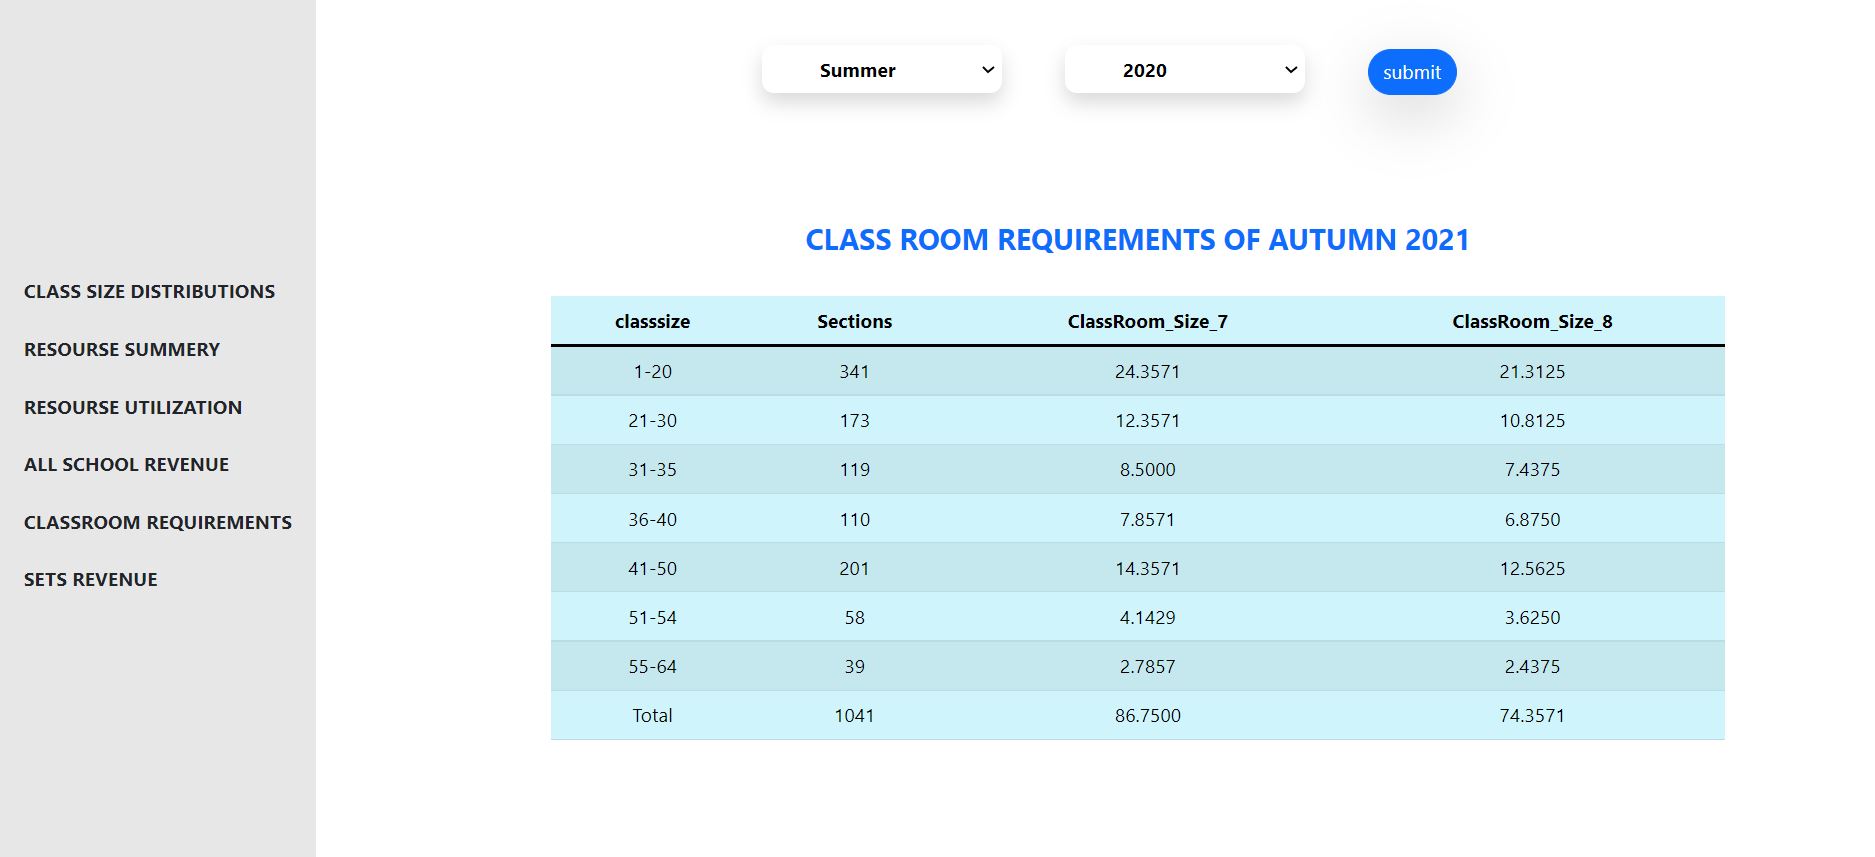 Summer 2020 submit
CLASS ROOM REQUIREMENTS OF AUTUMN 2021
CLASS SIZE DISTRIBUTIONS
RESOURSE SUMMERY
RESOURSE UTILIZATION
ALL SCHOOL REVENUE
CLASSROOM REQUIREMENTS
SETS REVENUE
classsize Sections ClassRoom_Size_7 ClassRoom_Size_8
1-20 341 24.3571 21.3125
21-30 173 12.3571 10.8125
31-35 119 8.5000 7.4375
36-40 110 7.8571 6.8750
41-50 201 14.3571 12.5625
51-54 58 4.1429 3.6250
55-64 39 2.7857 2.4375
Total 1041 86.7500 74.3571